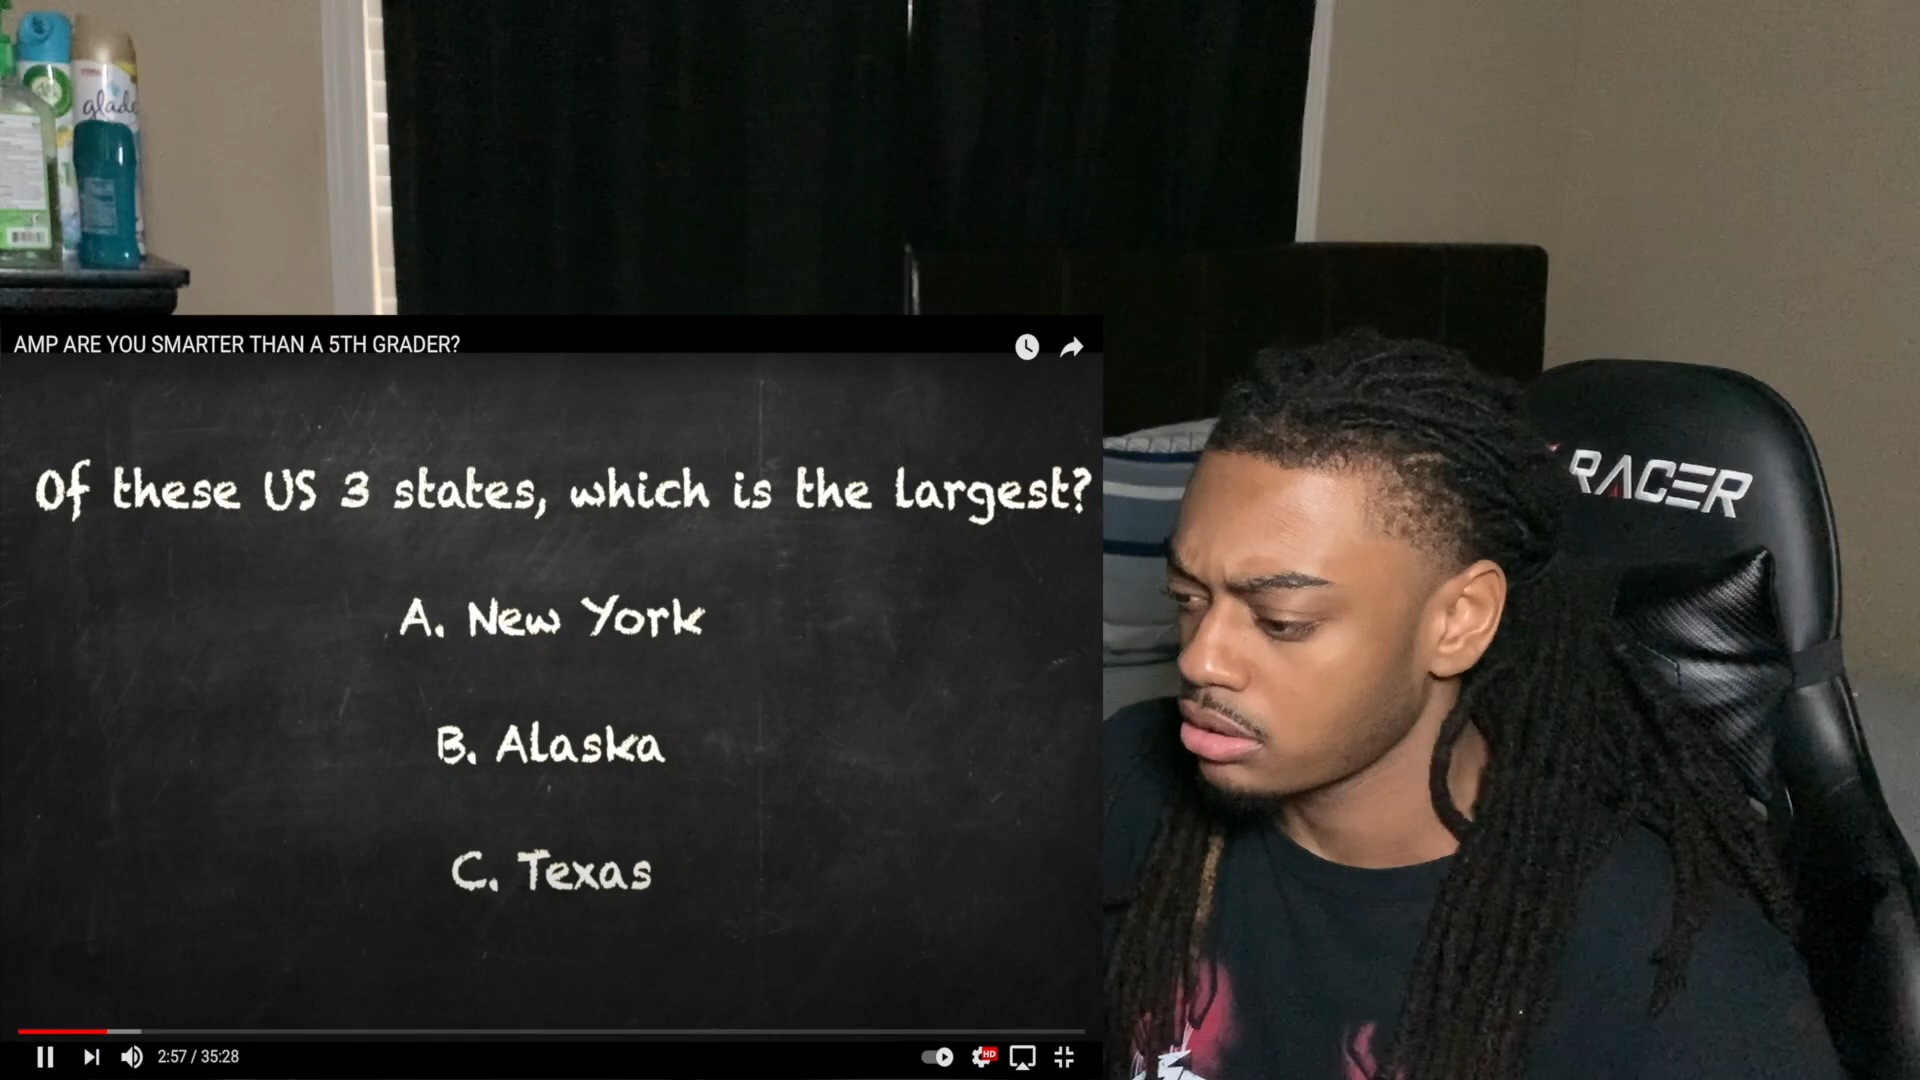 glade
AMP ARE YOU SMARTER THAN A 5TH GRADER?
Of these US 3 states, which is the largest?
A. New York
B. Alaska
C. Texas
RACER
2:57 / 35:28
HD